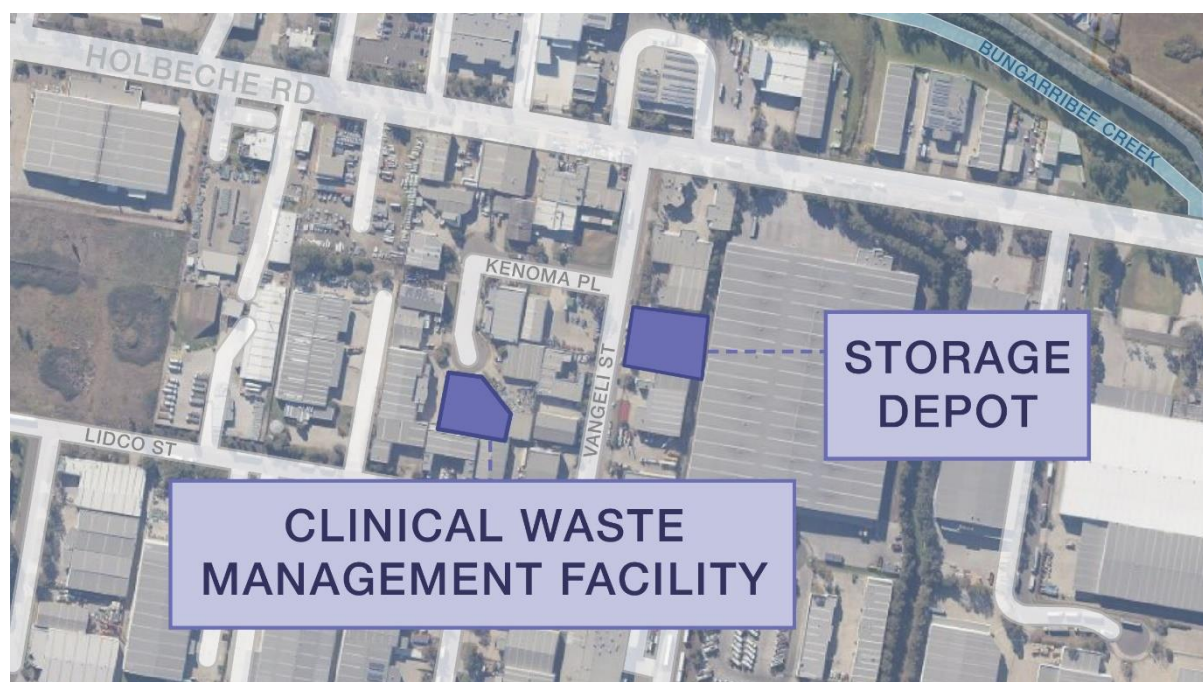 HOLBECHE RD
BUNGARRIBEE CREEK
KENOMA PL
VANGELI ST
STORAGE
DEPOT
LIDCO ST
CLINICAL WASTE
MANAGEMENT FACILITY